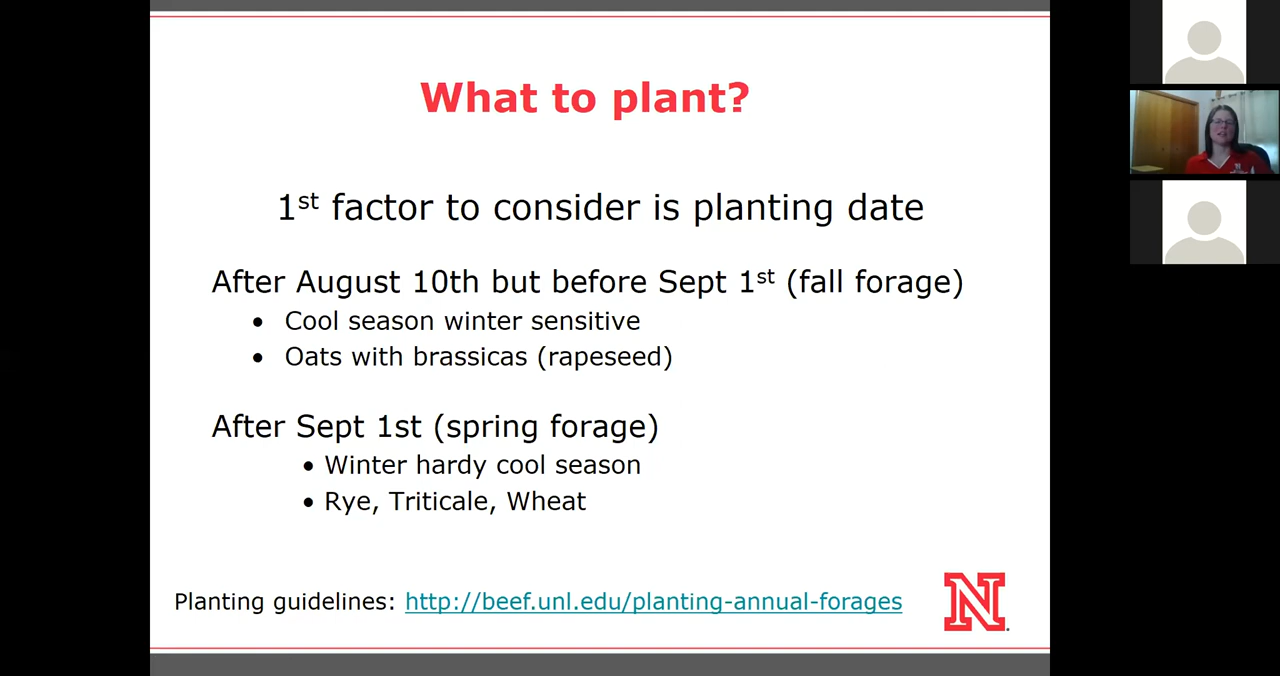 What to plant?
1st factor to consider is planting date
After August 10th but before Sept 1st (fall forage)
• Cool season winter sensitive
• Oats with brassicas (rapeseed)
After Sept 1st (spring forage)
• Winter hardy cool season
• Rye, Triticale, Wheat
Planting guidelines: http://beef.unl.edu/planting-annual-forages
N